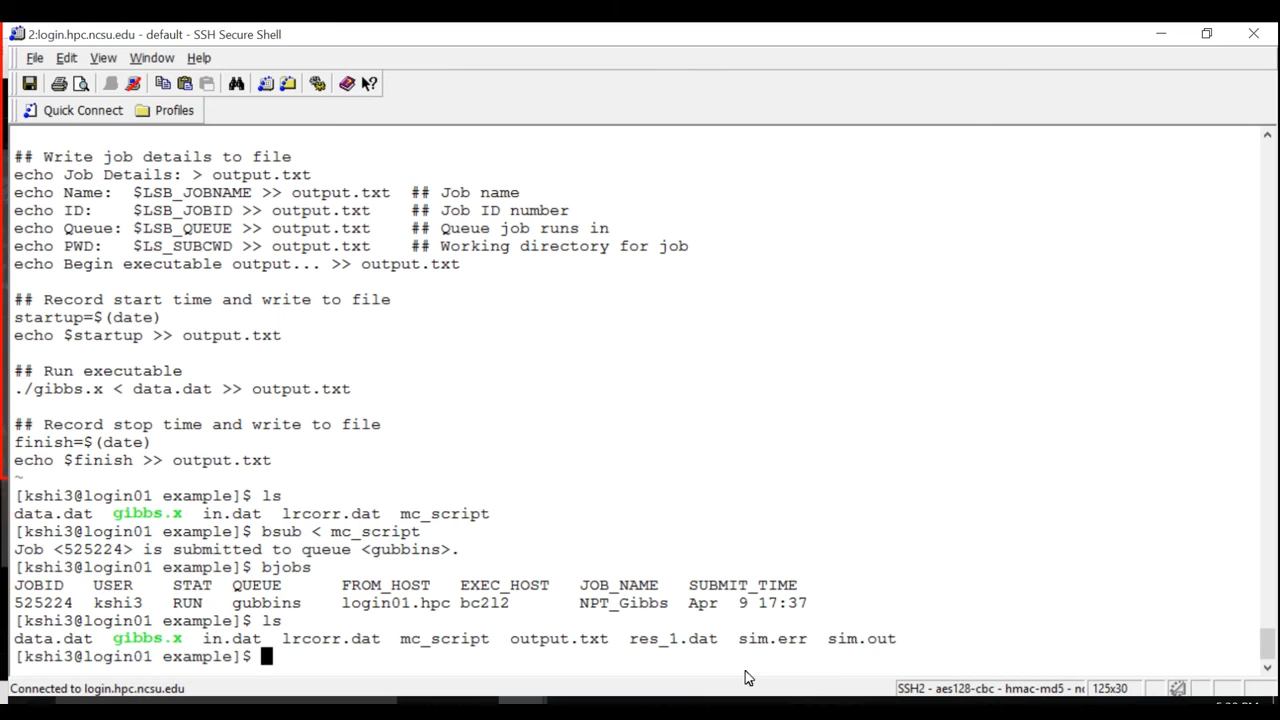 2:login.hpc.ncsu.edu - default - SSH Secure Shell
File Edit View Window Help
Quick Connect Profiles
## Write job details to file
echo Job Details: > output.txt
echo Name:  $LSB_JOBNAME >> output.txt  ## Job name
echo ID:    $LSB_JOBID >> output.txt    ## Job ID number
echo Queue: $LSB_QUEUE >> output.txt    ## Queue job runs in
echo PWD:   $LS_SUBCWD >> output.txt    ## Working directory for job
echo Begin executable output... >> output.txt
## Record start time and write to file
startup=$(date)
echo $startup >> output.txt
## Run executable
./gibbs.x < data.dat >> output.txt
## Record stop time and write to file
finish=$(date)
echo $finish >> output.txt
~
[kshi3@login01 example]$ ls
data.dat  gibbs.x  in.dat  lrcorr.dat  mc_script
[kshi3@login01 example]$ bsub < mc_script
Job <525224> is submitted to queue <gubbins>.
[kshi3@login01 example]$ bjobs
JOBID  USER   STAT  QUEUE      FROM_HOST   EXEC_HOST   JOB_NAME   SUBMIT_TIME
525224  kshi3  RUN   gubbins    login01.hpc bc2l2       NPT_Gibbs  Apr  9 17:37
[kshi3@login01 example]$ ls
data.dat  gibbs.x  in.dat  lrcorr.dat  mc_script  output.txt  res_1.dat  sim.err  sim.out
[kshi3@login01 example]$
Connected to login.hpc.ncsu.edu SSH2 - aes128-cbc - hmac-md5 - 125x30